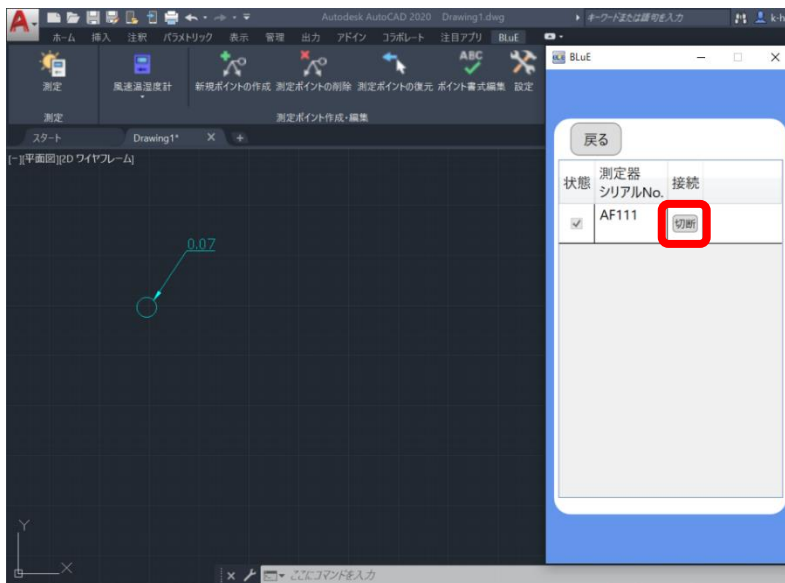 Autodesk AutoCAD 2020 Drawing1.dwg
キーワードまたは語句を入力
k-h
ホーム 挿入 注釈 パラメトリック 表示 管理 出力 アドイン コラボレート 注目アプリ BLuE
測定
風速温湿度計
新規ポイントの作成 測定ポイントの削除 測定ポイントの復元 ポイント書式編集 設定
ABC
測定
測定ポイント作成・編集
スタート
Drawing1*
[-][平面図][2D ワイヤフレーム]
0.07
Y
X
ここにコマンドを入力
BLuE
戻る
状態 測定器 接続
シリアルNo.
AF111
切断